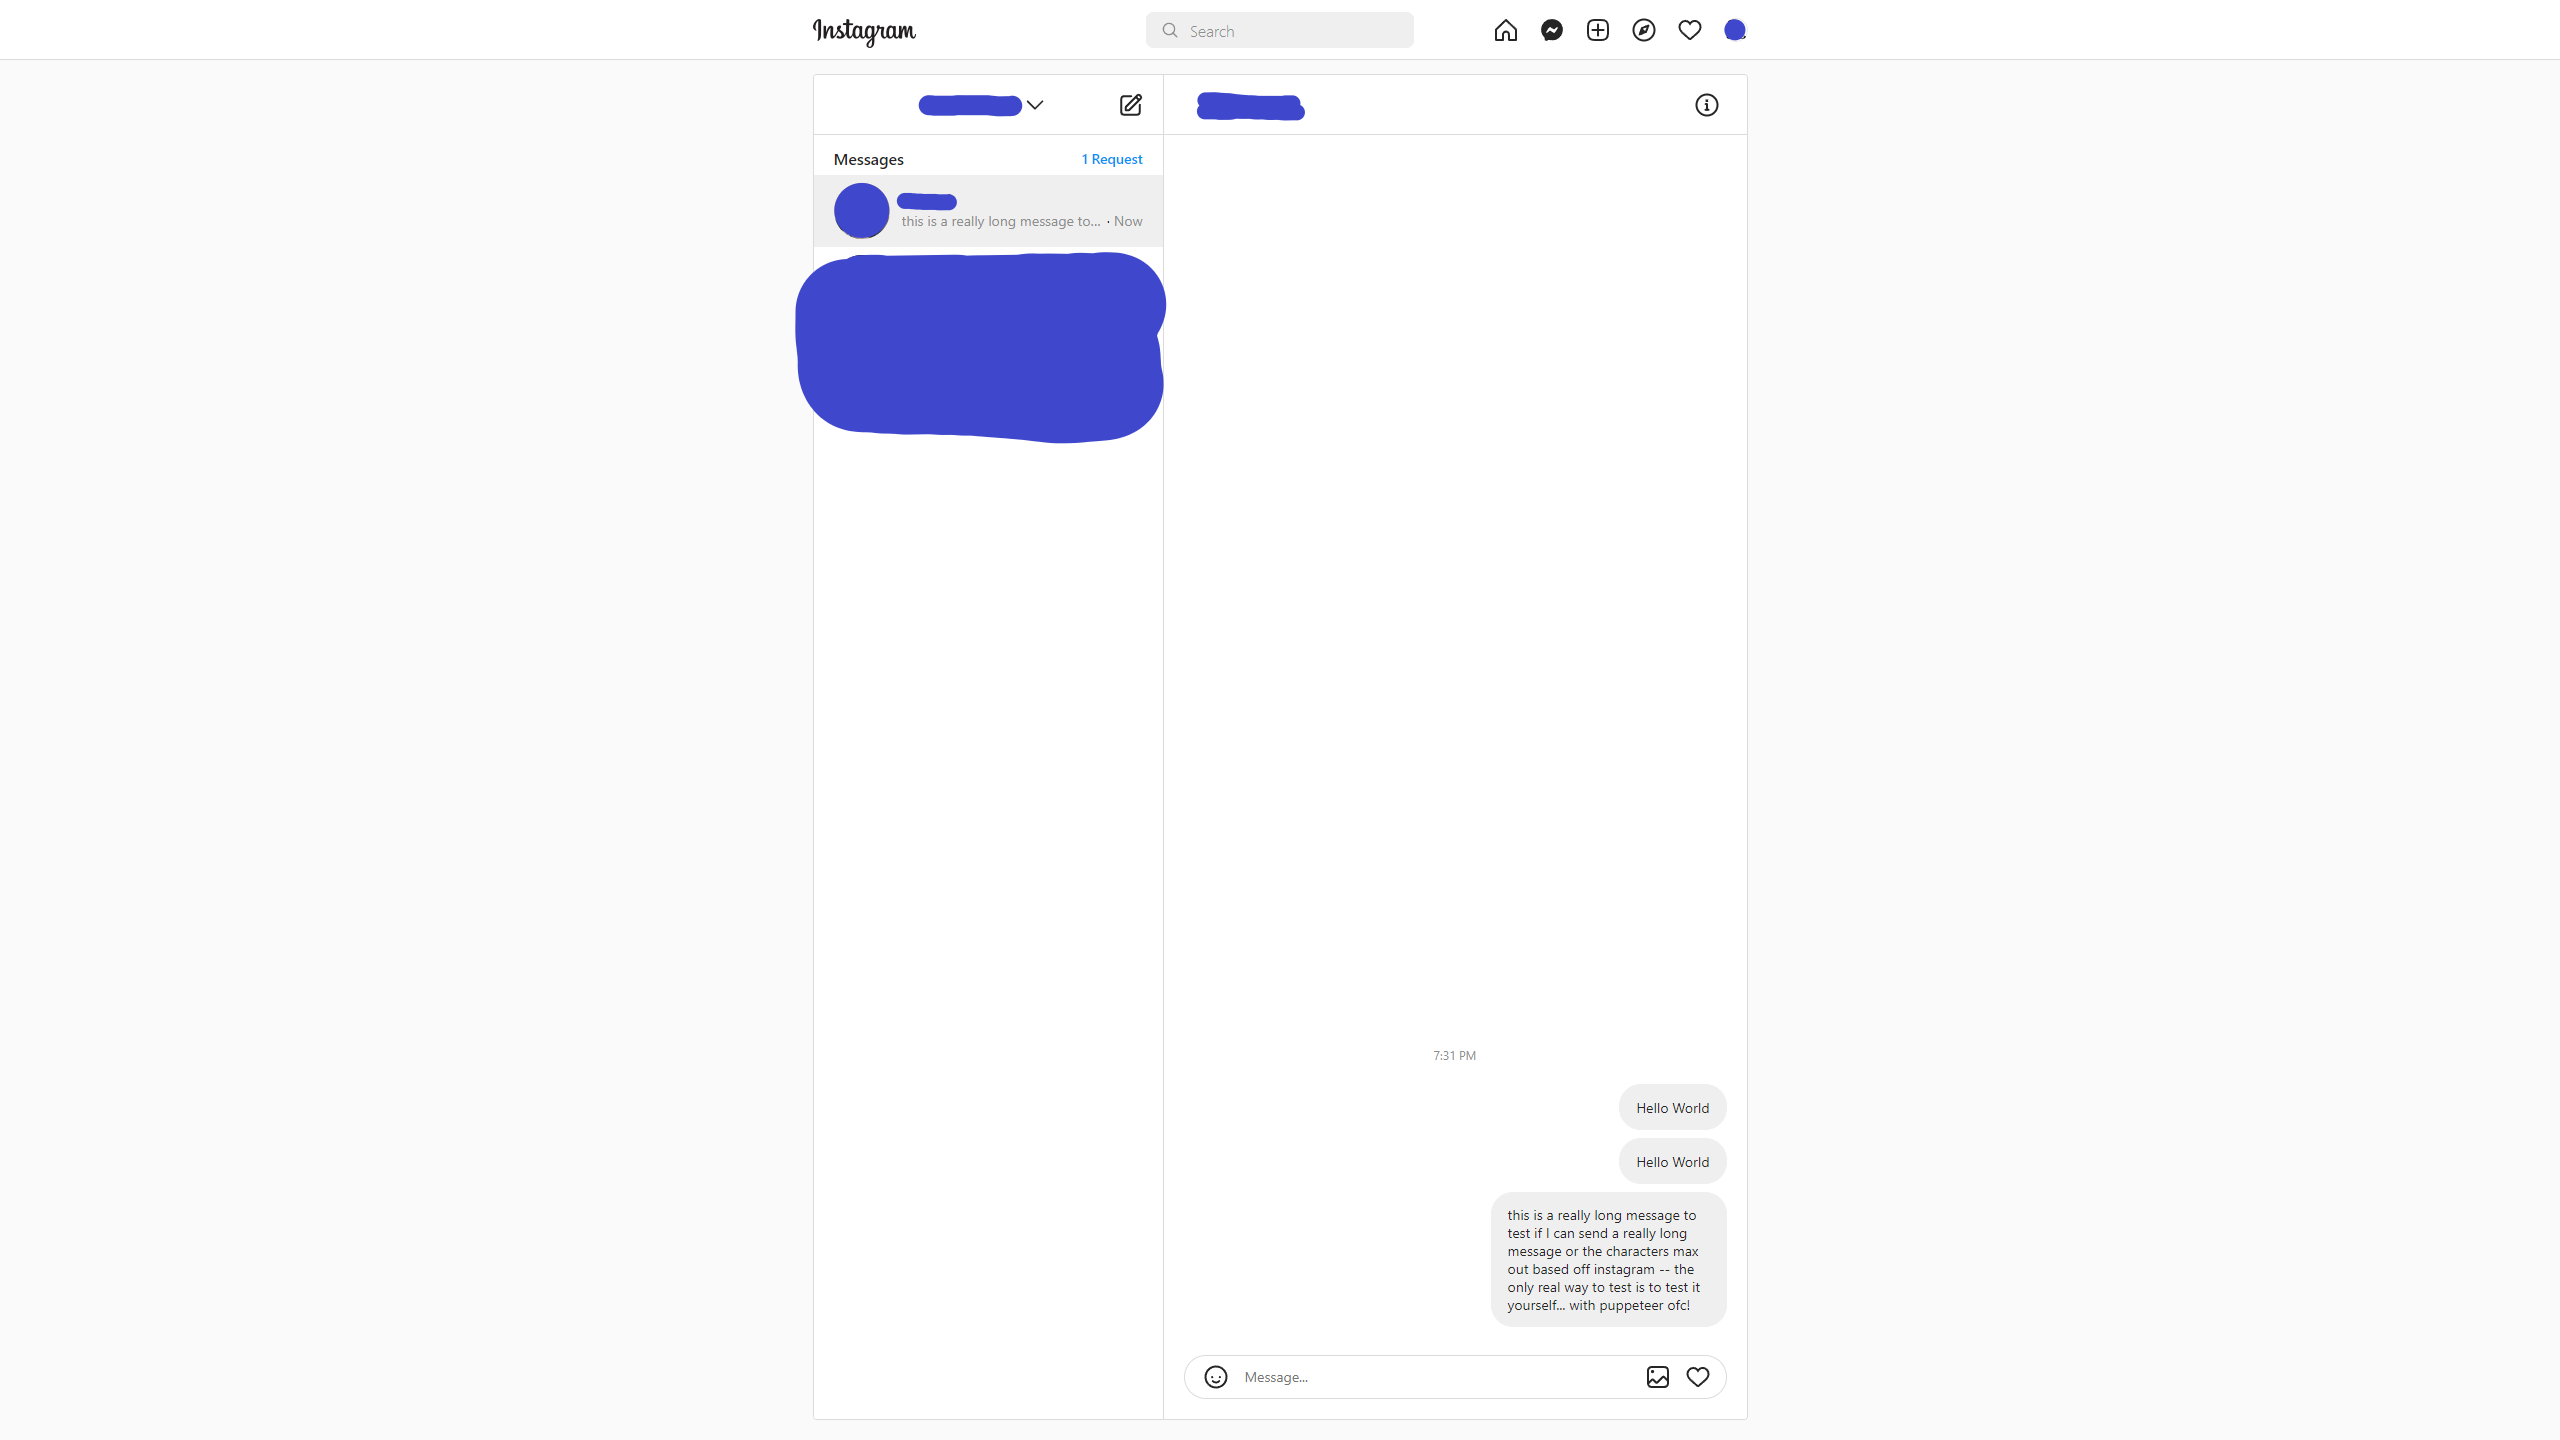 Instagram
Search
Messages
1 Request
this is a really long message to... · Now
7:31 PM
Hello World
Hello World
this is a really long message to
test if I can send a really long
message or the characters max
out based off instagram -- the
only real way to test is to test it
yourself... with puppeteer ofc!
Message...